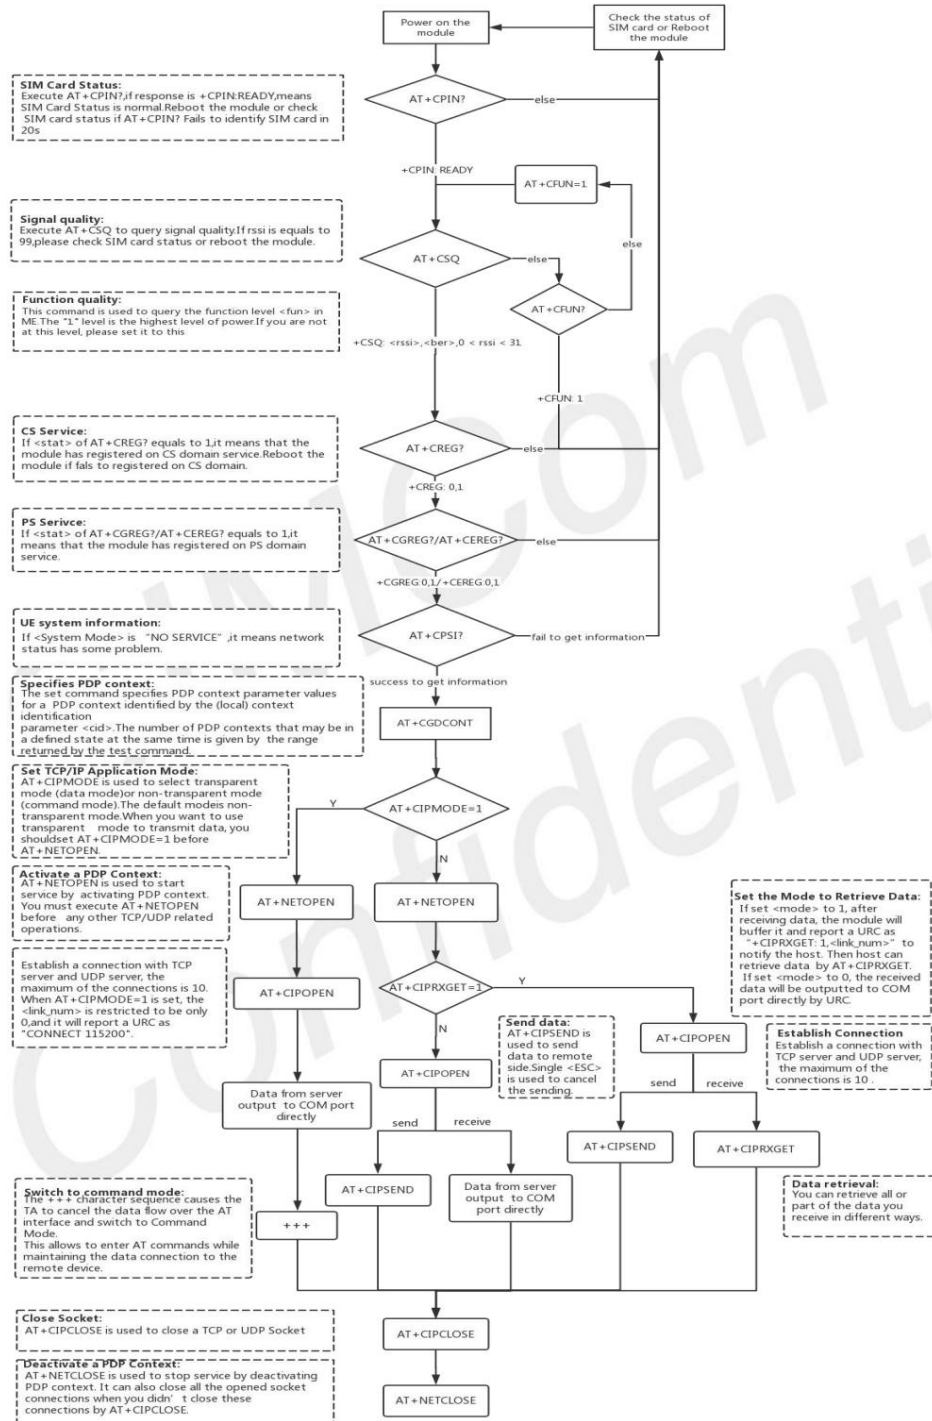 Power on the
module
Check the status of
SIM card or Reboot
the module
SIM Card Status:
Execute AT+CPIN?,if response is +CPIN:READY,means
SIM Card Status is normal.Reboot the module or check
SIM card status if AT+CPIN? Fails to identify SIM card in
20s
AT+CPIN?
else
+CPIN: READY
AT+CFUN=1
Signal quality:
Execute AT+CSQ to query signal quality.If rssi is equals to
99,please check SIM card status or reboot the module.
AT+CSQ
else
else
Function quality:
This command is used to query the function level <fun> in
ME.The "1" level is the highest level of power.If you are not
at this level, please set it to this
AT+CFUN?
+CSQ: <rssi>,<ber>,0 < rssi < 31
+CFUN: 1
CS Service:
If <stat> of AT+CREG? equals to 1,it means that the
module has registered on CS domain service.Reboot the
module if fals to registered on CS domain.
AT+CREG?
else
+CREG: 0,1
PS Serivce:
If <stat> of AT+CGREG?/AT+CEREG? equals to 1,it
means that the module has registered on PS domain
service.
AT+CGREG?/AT+CEREG?
else
+CGREG:0,1/+CEREG:0,1
UE system information:
If <System Mode> is "NO SERVICE" ,it means network
status has some problem.
AT+CPSI?
fail to get information
success to get information
Specifies PDP context:
The set command specifies PDP context parameter values
for a PDP context identified by the (local) context
identification
parameter <cid>.The number of PDP contexts that may be in
a defined state at the same time is given by the range
returned by the test command.
AT+CGDCONT
Set TCP/IP Application Mode:
AT+CIPMODE is used to select transparent
mode (data mode)or non-transparent mode
(command mode).The default modeis non-
transparent mode.When you want to use
transparent mode to transmit data, you
shouldset AT+CIPMODE=1 before
AT+NETOPEN.
Y
AT+CIPMODE=1
N
Activate a PDP Context:
AT+NETOPEN is used to start
service by activating PDP context.
You must execute AT+NETOPEN
before any other TCP/UDP related
operations.
AT+NETOPEN
AT+NETOPEN
Set the Mode to Retrieve Data:
If set <mode> to 1, after
receiving data, the module will
buffer it and report a URC as
"+CIPRXGET: 1,<link_num>" to
notify the host. Then host can
retrieve data by AT+CIPRXGET.
If set <mode> to 0, the received
data will be outputted to COM
port directly by URC.
Establish a connection with TCP
server and UDP server, the
maximum of the connections is 10.
When AT+CIPMODE=1 is set, the
<link_num> is restricted to be only
0,and it will report a URC as
"CONNECT 115200".
AT+CIPOPEN
AT+CIPRXGET=1
Y
N
Send data:
AT+CIPSEND is
used to send
data to remote
side.Single <ESC>
is used to cancel
the sending.
AT+CIPOPEN
Establish Connection
Establish a connection with
TCP server and UDP server,
the maximum of the
connections is 10 .
AT+CIPOPEN
send
receive
Data from server
output to COM port
directly
send
receive
AT+CIPSEND
AT+CIPRXGET
AT+CIPSEND
Data from server
output to COM
port directly
Data retrieval:
You can retrieve all or
part of the data you
receive in different ways.
Switch to command mode:
The +++ character sequence causes the
TA to cancel the data flow over the AT
interface and switch to Command
Mode.
This allows to enter AT commands while
maintaining the data connection to the
remote device.
+++
Close Socket:
AT+CIPCLOSE is used to close a TCP or UDP Socket
AT+CIPCLOSE
Deactivate a PDP Context:
AT+NETCLOSE is used to stop service by deactivating
PDP context. It can also close all the opened socket
connections when you didn' t close these
connections by AT+CIPCLOSE.
AT+NETCLOSE